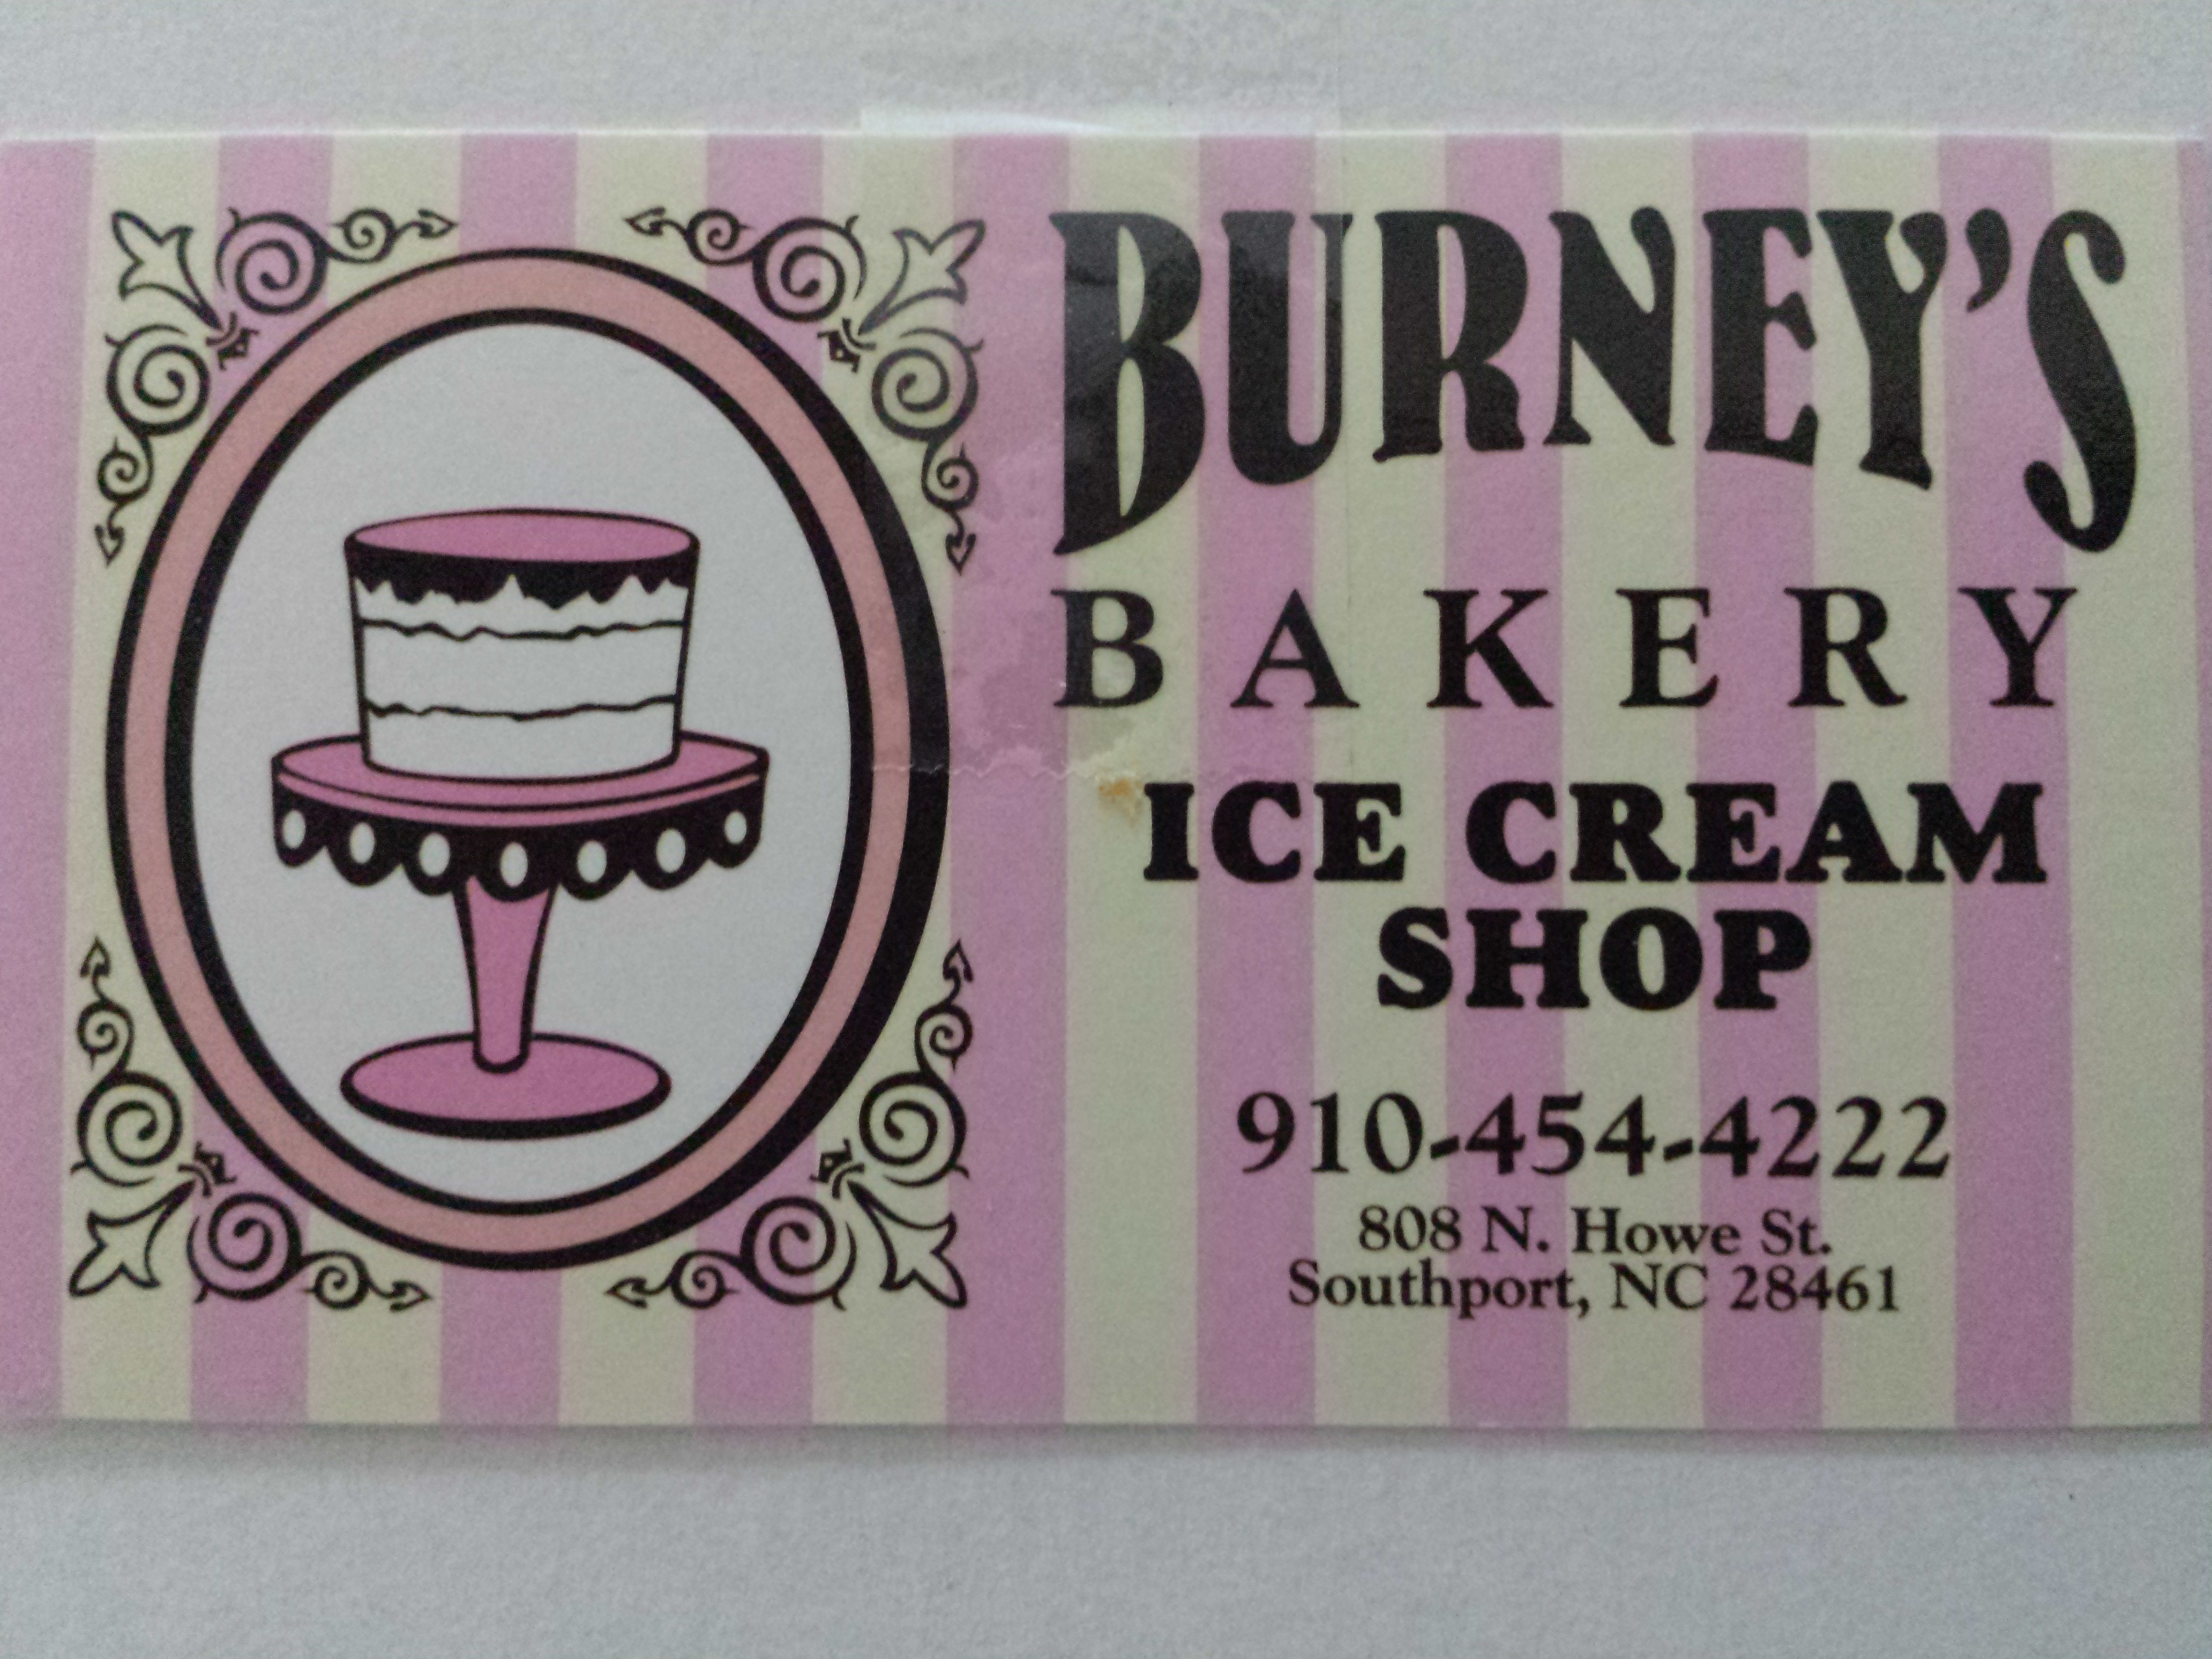 BURNEY'S
BAKERY
ICE CREAM
SHOP
910-454-4222
808 N. Howe St.
Southport, NC 28461